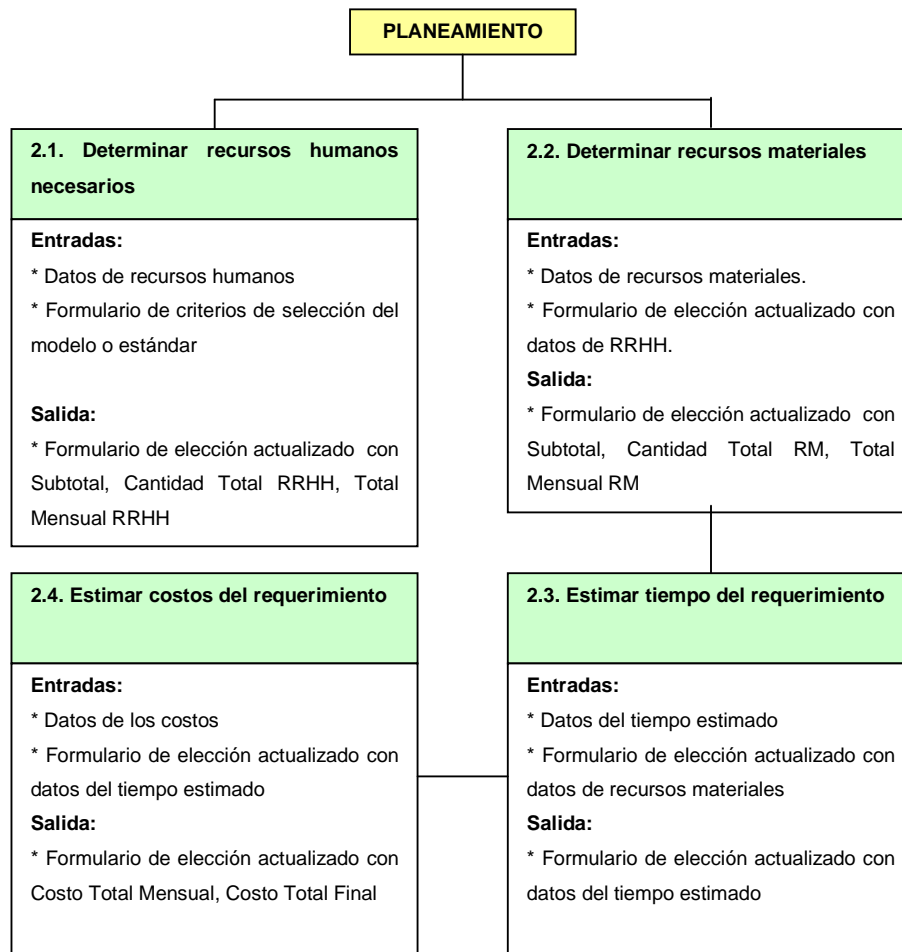 PLANEAMIENTO
2.1. Determinar recursos humanos
necesarios
Entradas:
* Datos de recursos humanos
* Formulario de criterios de selección del
modelo o estándar
Salida:
* Formulario de elección actualizado con
Subtotal, Cantidad Total RRHH, Total
Mensual RRHH
2.2. Determinar recursos materiales
Entradas:
* Datos de recursos materiales.
* Formulario de elección actualizado con
datos de RRHH.
Salida:
* Formulario de elección actualizado con
Subtotal, Cantidad Total RM, Total
Mensual RM
2.4. Estimar costos del requerimiento
Entradas:
* Datos de los costos
* Formulario de elección actualizado con
datos del tiempo estimado
Salida:
* Formulario de elección actualizado con
Costo Total Mensual, Costo Total Final
2.3. Estimar tiempo del requerimiento
Entradas:
* Datos del tiempo estimado
* Formulario de elección actualizado con
datos de recursos materiales
Salida:
* Formulario de elección actualizado con
datos del tiempo estimado